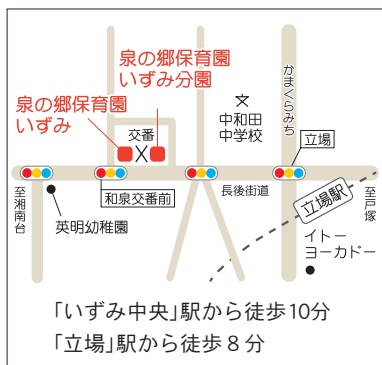 泉の郷保育園
いずみ分園
泉の郷保育園
いずみ
交番
中和田
中学校
かまくらみち
立場
至湘南台
英明幼稚園
和泉交番前
長後街道
立場駅
至戸塚
イトー
ヨーカドー
「いずみ中央」駅から徒歩10分
「立場」駅から徒歩8分